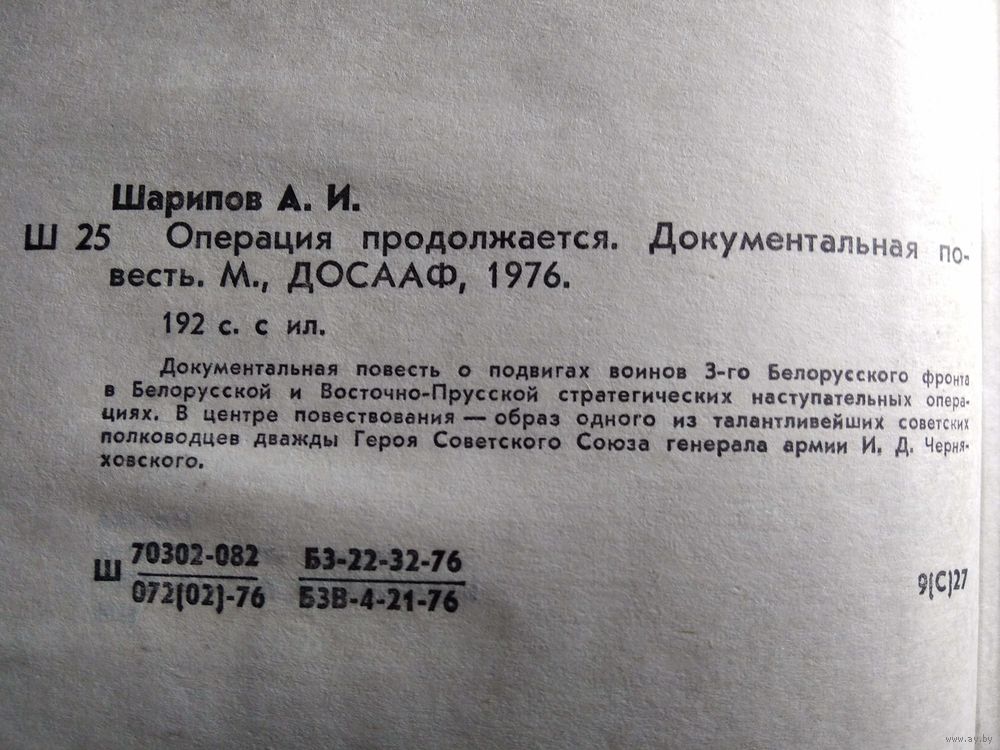 Шарипов А. И.
Ш 25 Операция продолжается. Документальная по-
весть. М., ДОСААФ, 1976.
192 с. с ил.
Документальная повесть о подвигах воинов 3-го Белорусского фронта
в Белорусской и Восточно-Прусской стратегических наступательных опера-
циях. В центре повествования — образ одного из талантливейших советских
полководцев дважды Героя Советского Союза генерала армии И. Д. Черня-
ховского.
Ш 70302-082 БЗ-22-32-76
072(02)-76 БЗВ-4-21-76
9(С)27
www.ay.by